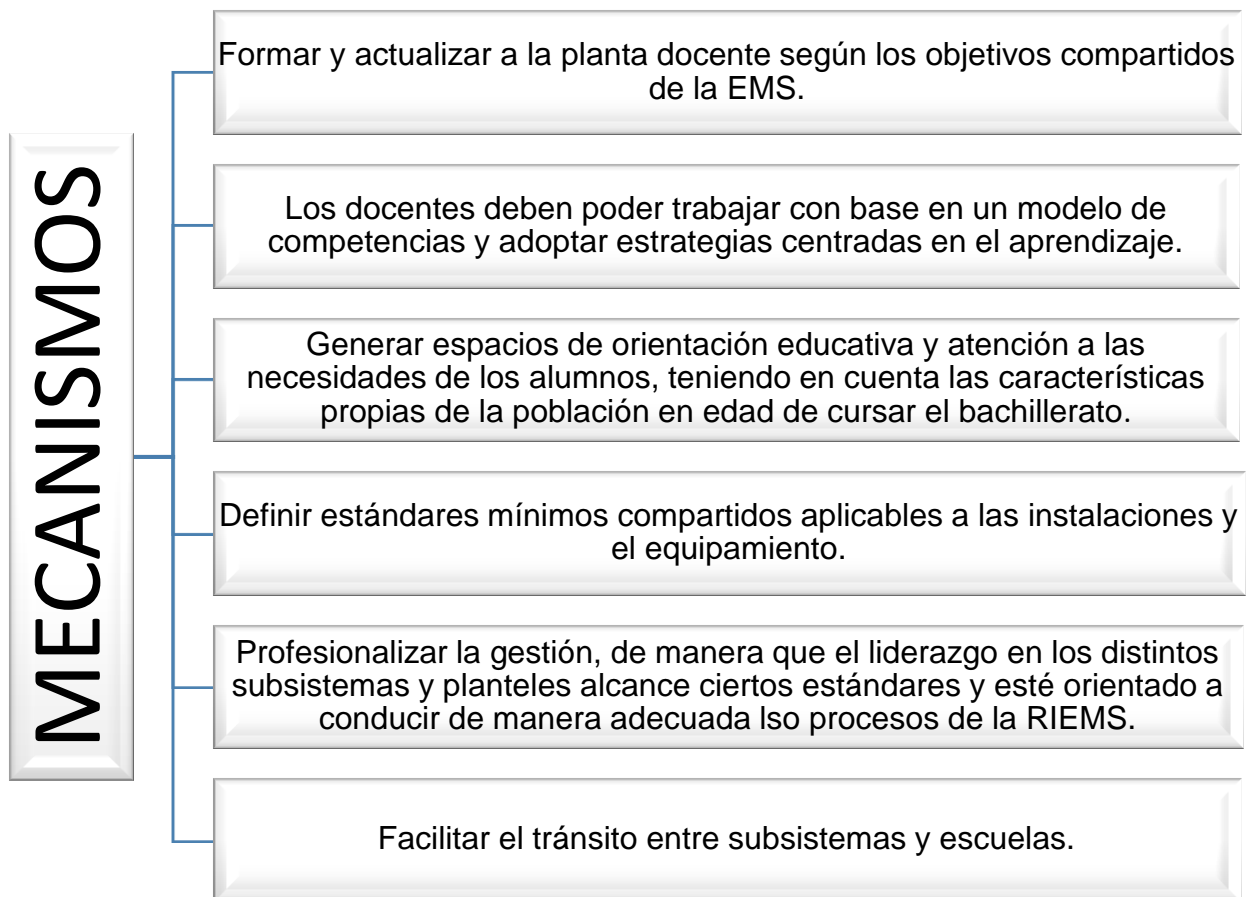 MECANISMOS
Formar y actualizar a la planta docente según los objetivos compartidos
de la EMS.
Los docentes deben poder trabajar con base en un modelo de
competencias y adoptar estrategias centradas en el aprendizaje.
Generar espacios de orientación educativa y atención a las
necesidades de los alumnos, teniendo en cuenta las características
propias de la población en edad de cursar el bachillerato.
Definir estándares mínimos compartidos aplicables a las instalaciones y
el equipamiento.
Profesionalizar la gestión, de manera que el liderazgo en los distintos
subsistemas y planteles alcance ciertos estándares y esté orientado a
conducir de manera adecuada lso procesos de la RIEMS.
Facilitar el tránsito entre subsistemas y escuelas.